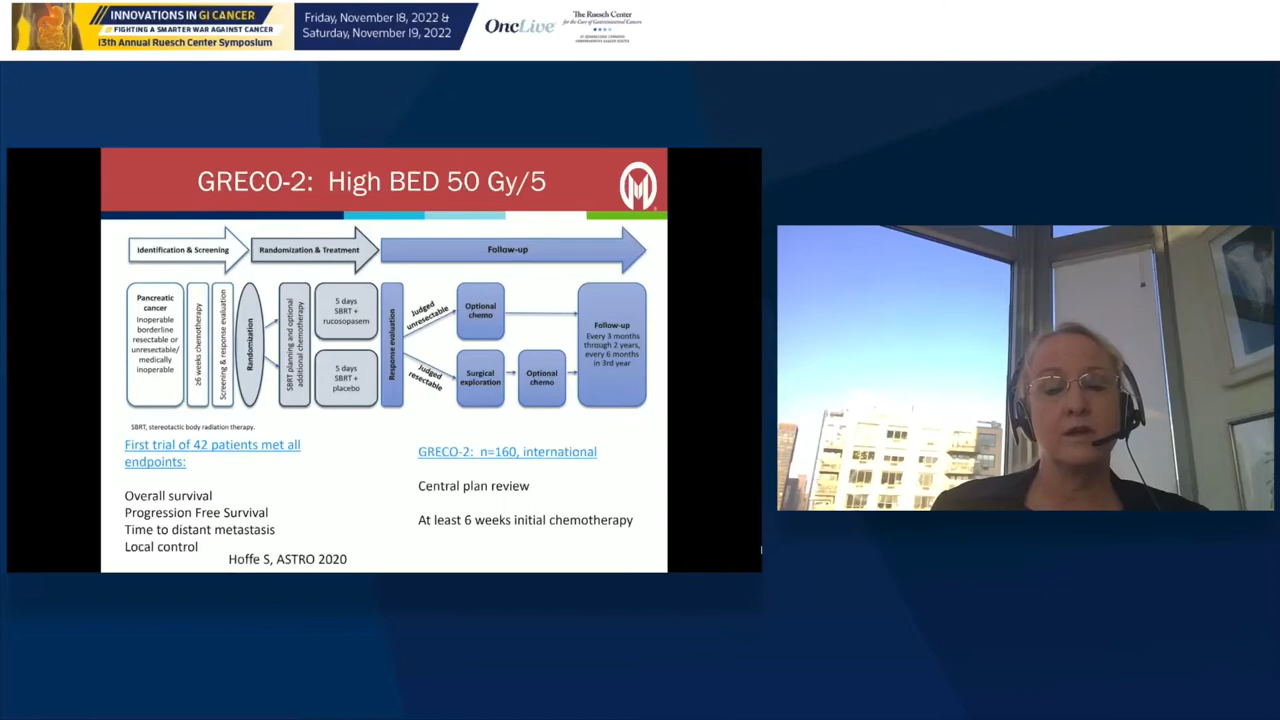 INNOVATIONS IN GI CANCER
FIGHTING A SMARTER WAR AGAINST CANCER
13th Annual Ruesch Center Symposium
Friday, November 18, 2022 &
Saturday, November 19, 2022
OncLive
The Ruesch Center
for the Cure of Gastrointestinal Cancers
GRECO-2: High BED 50 Gy/5
Identification & Screening
Randomization & Treatment
Follow-up
Pancreatic
cancer
Inoperable
borderline
resectable or
unresectable/
medically
inoperable
≥6 weeks chemotherapy
Screening & response evaluation
Randomization
SBRT planning and optional
additional chemotherapy
5 days
SBRT +
rucosopasem
5 days
SBRT +
placebo
Response evaluation
Judged
unresectable
Judged
resectable
Optional
chemo
Surgical
exploration
Optional
chemo
Follow-up
Every 3 months
through 2 years,
every 6 months
in 3rd year
SBRT, stereotactic body radiation therapy.
First trial of 42 patients met all
endpoints:
Overall survival
Progression Free Survival
Time to distant metastasis
Local control
Hoffe S, ASTRO 2020
GRECO-2: n=160, international
Central plan review
At least 6 weeks initial chemotherapy